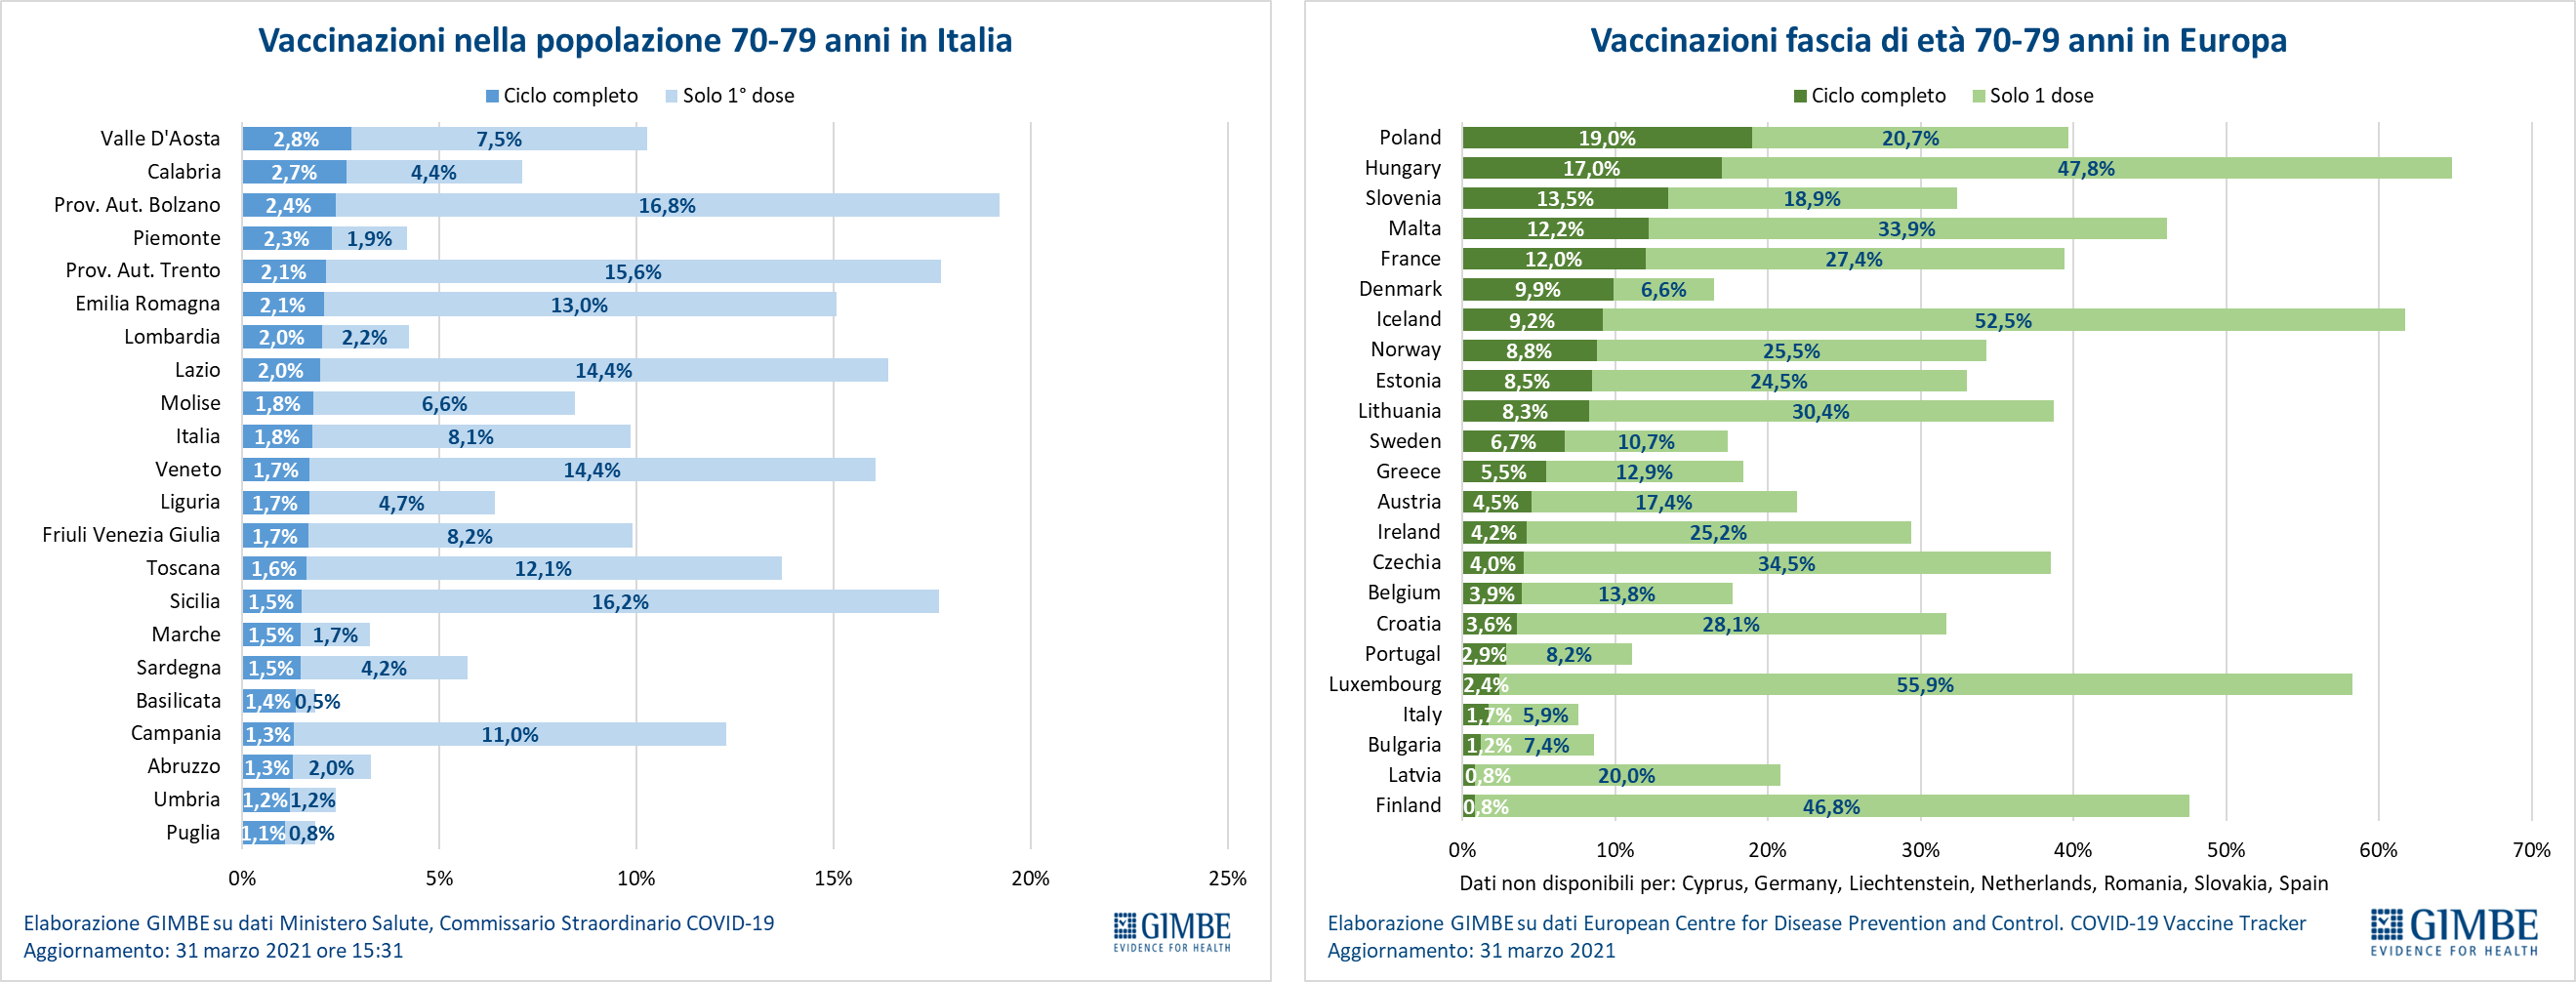 Vaccinazioni nella popolazione 70-79 anni in Italia
Ciclo completo Solo 1° dose
Valle D'Aosta 2,8% 7,5%
Calabria 2,7% 4,4%
Prov. Aut. Bolzano 2,4% 16,8%
Piemonte 2,3% 1,9%
Prov. Aut. Trento 2,1% 15,6%
Emilia Romagna 2,1% 13,0%
Lombardia 2,0% 2,2%
Lazio 2,0% 14,4%
Molise 1,8% 6,6%
Italia 1,8% 8,1%
Veneto 1,7% 14,4%
Liguria 1,7% 4,7%
Friuli Venezia Giulia 1,7% 8,2%
Toscana 1,6% 12,1%
Sicilia 1,5% 16,2%
Marche 1,5% 1,7%
Sardegna 1,5% 4,2%
Basilicata 1,4% 0,5%
Campania 1,3% 11,0%
Abruzzo 1,3% 2,0%
Umbria 1,2% 1,2%
Puglia 1,1% 0,8%
0% 5% 10% 15% 20% 25%
Elaborazione GIMBE su dati Ministero Salute, Commissario Straordinario COVID-19
Aggiornamento: 31 marzo 2021 ore 15:31
GIMBE
EVIDENCE FOR HEALTH
Vaccinazioni fascia di età 70-79 anni in Europa
Ciclo completo Solo 1 dose
Poland 19,0% 20,7%
Hungary 17,0% 47,8%
Slovenia 13,5% 18,9%
Malta 12,2% 33,9%
France 12,0% 27,4%
Denmark 9,9% 6,6%
Iceland 9,2% 52,5%
Norway 8,8% 25,5%
Estonia 8,5% 24,5%
Lithuania 8,3% 30,4%
Sweden 6,7% 10,7%
Greece 5,5% 12,9%
Austria 4,5% 17,4%
Ireland 4,2% 25,2%
Czechia 4,0% 34,5%
Belgium 3,9% 13,8%
Croatia 3,6% 28,1%
Portugal 2,9% 8,2%
Luxembourg 2,4% 55,9%
Italy 1,7% 5,9%
Bulgaria 1,2% 7,4%
Latvia 0,8% 20,0%
Finland 0,8% 46,8%
0% 10% 20% 30% 40% 50% 60% 70%
Dati non disponibili per: Cyprus, Germany, Liechtenstein, Netherlands, Romania, Slovakia, Spain
Elaborazione GIMBE su dati European Centre for Disease Prevention and Control. COVID-19 Vaccine Tracker
Aggiornamento: 31 marzo 2021
GIMBE
EVIDENCE FOR HEALTH